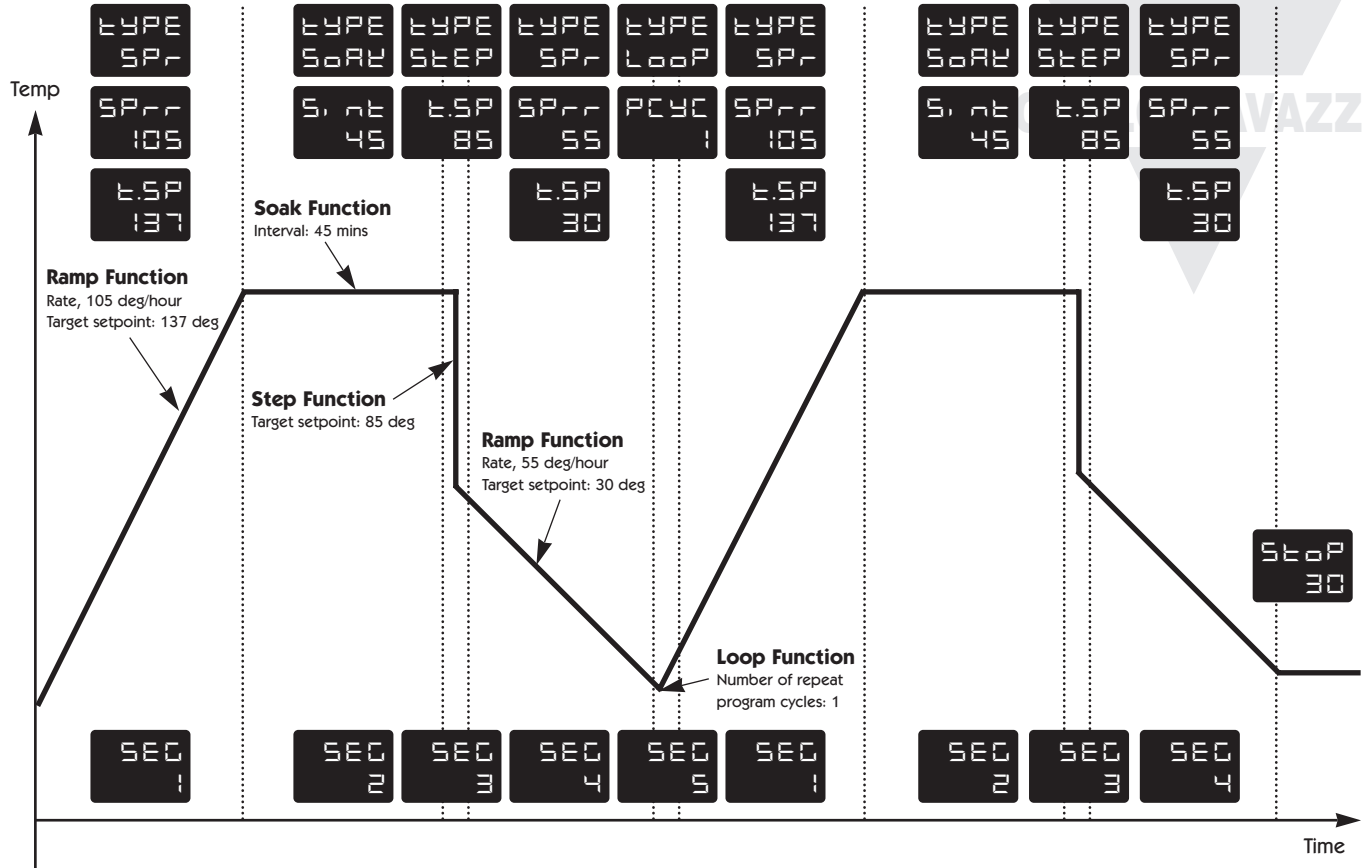 tYPE SPr
tYPE SoAK
tYPE StEP
tYPE SPr
tYPE LooP
tYPE SPr
tYPE SoAK
tYPE StEP
tYPE SPr
Temp
SPrr 105
Si nt 45
t.SP 85
SPrr 55
PCYC 1
SPrr 105
Si nt 45
t.SP 85
SPrr 55
AVAZZ
t.SP 137
t.SP 30
t.SP 137
t.SP 30
Soak Function
Interval: 45 mins
Ramp Function
Rate, 105 deg/hour
Target setpoint: 137 deg
Step Function
Target setpoint: 85 deg
Ramp Function
Rate, 55 deg/hour
Target setpoint: 30 deg
StoP 30
Loop Function
Number of repeat
program cycles: 1
SEG 1
SEG 2
SEG 3
SEG 4
SEG 5
SEG 1
SEG 2
SEG 3
SEG 4
Time